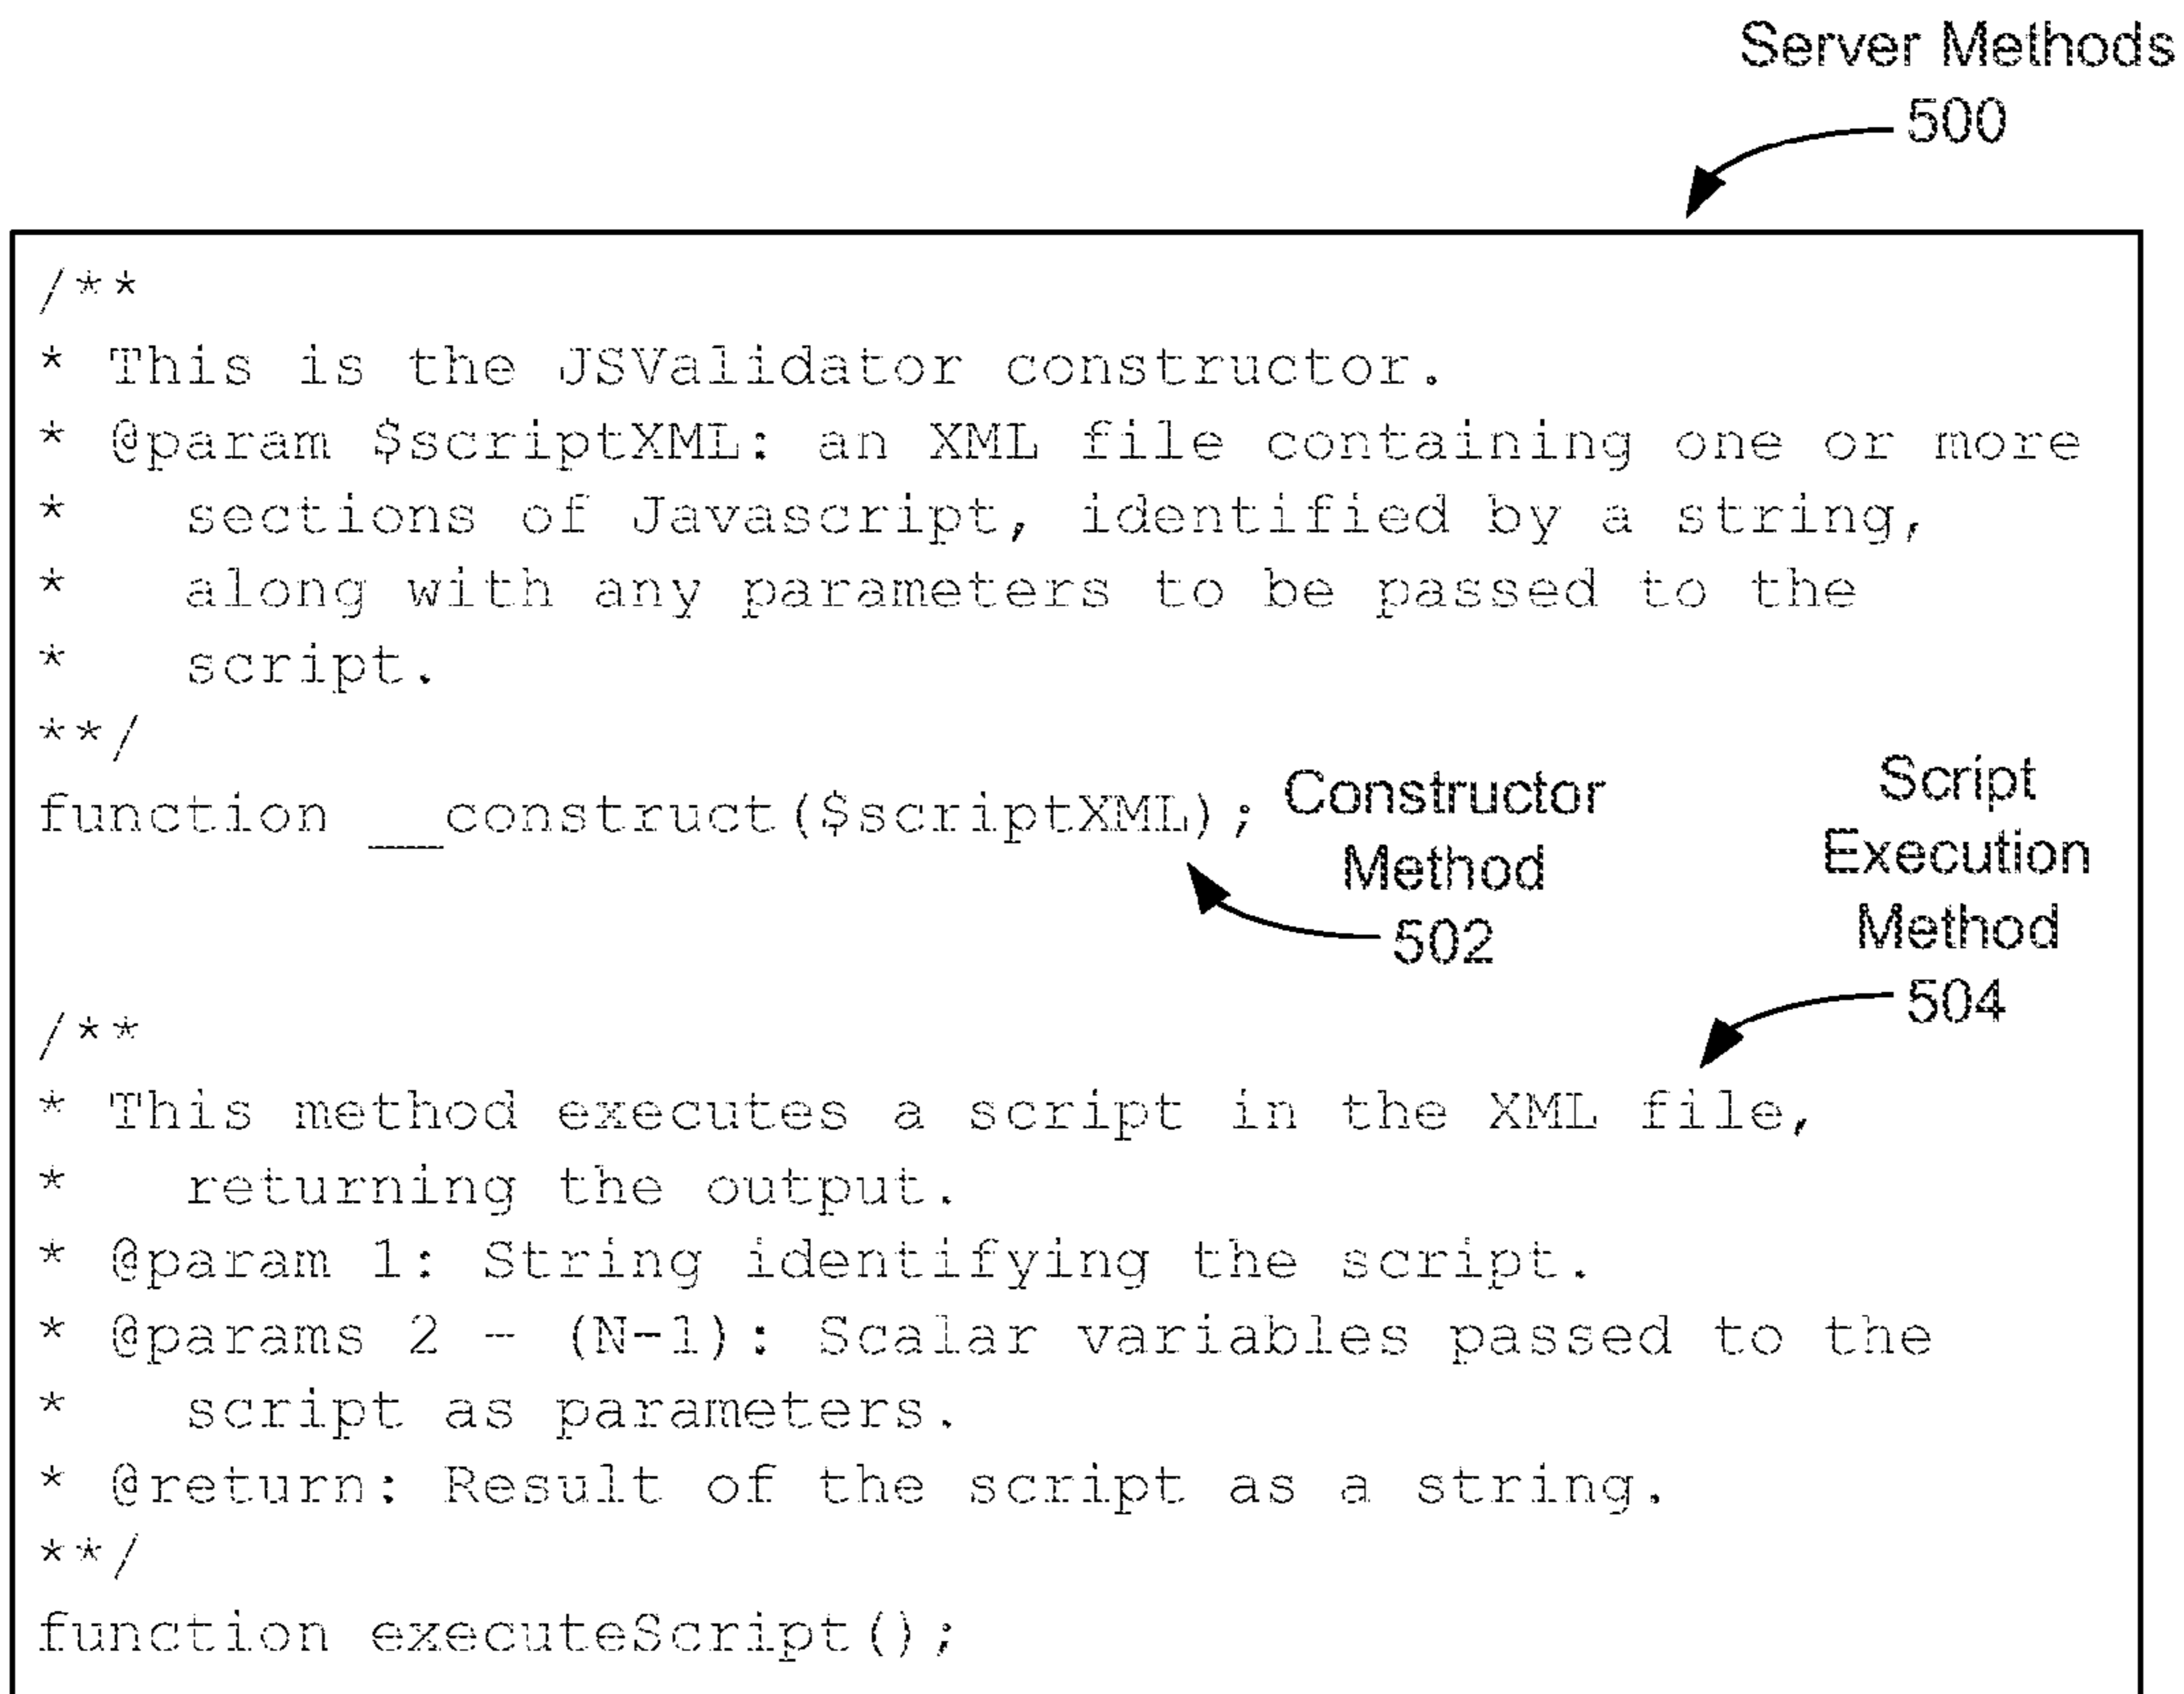 Server Methods
500
/**
* This is the JSValidator constructor.
* @param $scriptXML: an XML file containing one or more
*   sections of Javascript, identified by a string,
*   along with any parameters to be passed to the
*   script.
**/
function __construct($scriptXML);
Constructor
Method
502
Script
Execution
Method
504
/**
* This method executes a script in the XML file,
*   returning the output.
* @param 1: String identifying the script.
* @params 2 - (N-1): Scalar variables passed to the
*   script as parameters.
* @return: Result of the script as a string.
**/
function executeScript();